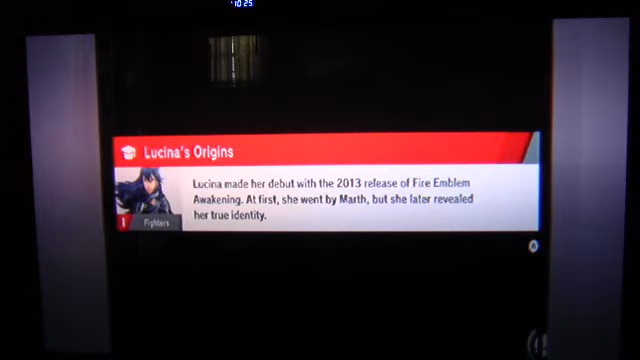 10:25
Lucina's Origins
Lucina made her debut with the 2013 release of Fire Emblem
Awakening. At first, she went by Marth, but she later revealed
her true identity.
Fighters
A